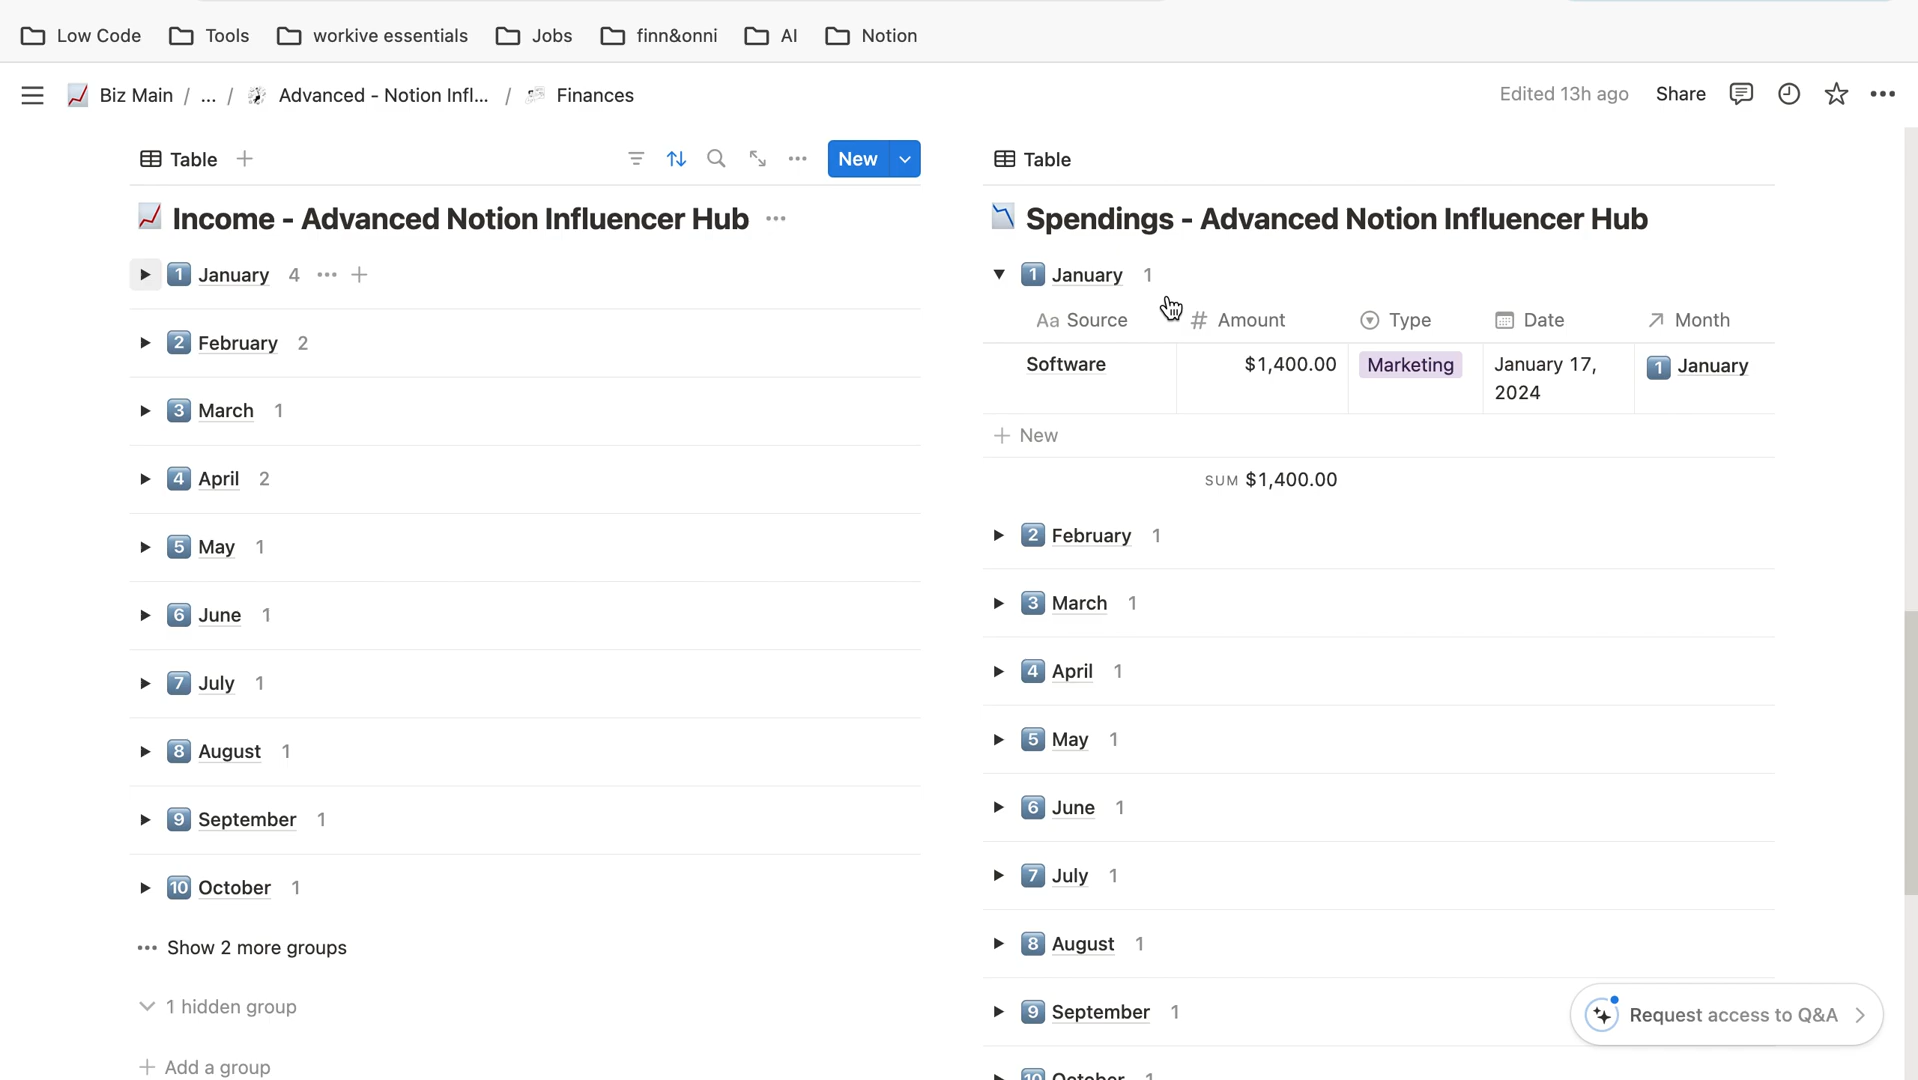 Low Code Tools workive essentials Jobs finn&onni AI Notion
Biz Main / ... / Advanced - Notion Infl... / Finances
Edited 13h ago Share
Table
New
Income - Advanced Notion Influencer Hub
1 January 4
2 February 2
3 March 1
4 April 2
5 May 1
6 June 1
7 July 1
8 August 1
9 September 1
10 October 1
Show 2 more groups
1 hidden group
Add a group
Table
Spendings - Advanced Notion Influencer Hub
1 January 1
Aa Source # Amount Type Date Month
Software $1,400.00 Marketing January 17, 1 January
2024
New
SUM $1,400.00
2 February 1
3 March 1
4 April 1
5 May 1
6 June 1
7 July 1
8 August 1
9 September 1
10 October 1
Request access to Q&A